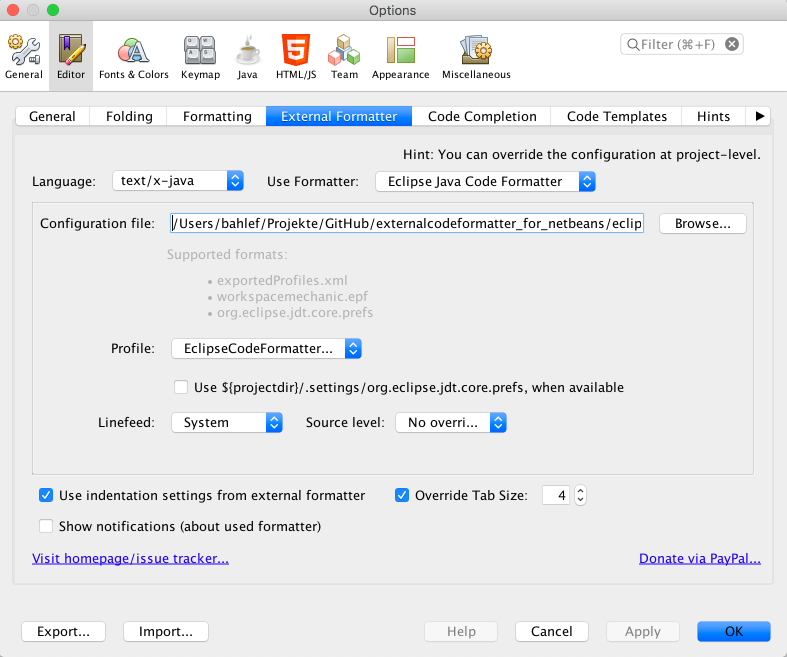 Options
General Editor Fonts & Colors Keymap Java HTML/JS Team Appearance Miscellaneous
Filter (⌘+F)
General Folding Formatting External Formatter Code Completion Code Templates Hints
Hint: You can override the configuration at project-level.
Language: text/x-java Use Formatter: Eclipse Java Code Formatter
Configuration file: /Users/bahlef/Projekte/GitHub/externalcodeformatter_for_netbeans/eclip Browse...
Supported formats:
• exportedProfiles.xml
• workspacemechanic.epf
• org.eclipse.jdt.core.prefs
Profile: EclipseCodeFormatter...
Use ${projectdir}/.settings/org.eclipse.jdt.core.prefs, when available
Linefeed: System Source level: No overri...
Use indentation settings from external formatter Override Tab Size: 4
Show notifications (about used formatter)
Visit homepage/issue tracker... Donate via PayPal...
Export... Import... Help Cancel Apply OK